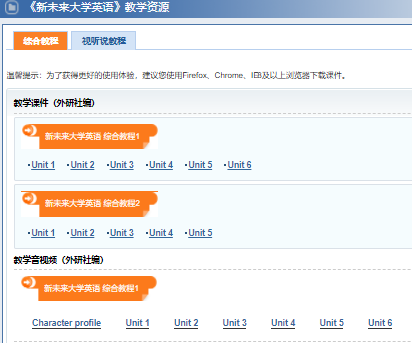 《新未来大学英语》教学资源
综合教程 视听说教程
温馨提示：为了获得更好的使用体验，建议您使用Firefox、Chrome、IE8及以上浏览器下载课件。
教学课件（外研社编）
新未来大学英语 综合教程1
·Unit 1 ·Unit 2 ·Unit 3 ·Unit 4 ·Unit 5 ·Unit 6
新未来大学英语 综合教程2
·Unit 1 ·Unit 2 ·Unit 3 ·Unit 4 ·Unit 5
教学音视频（外研社编）
新未来大学英语 综合教程1
Character profile Unit 1 Unit 2 Unit 3 Unit 4 Unit 5 Unit 6